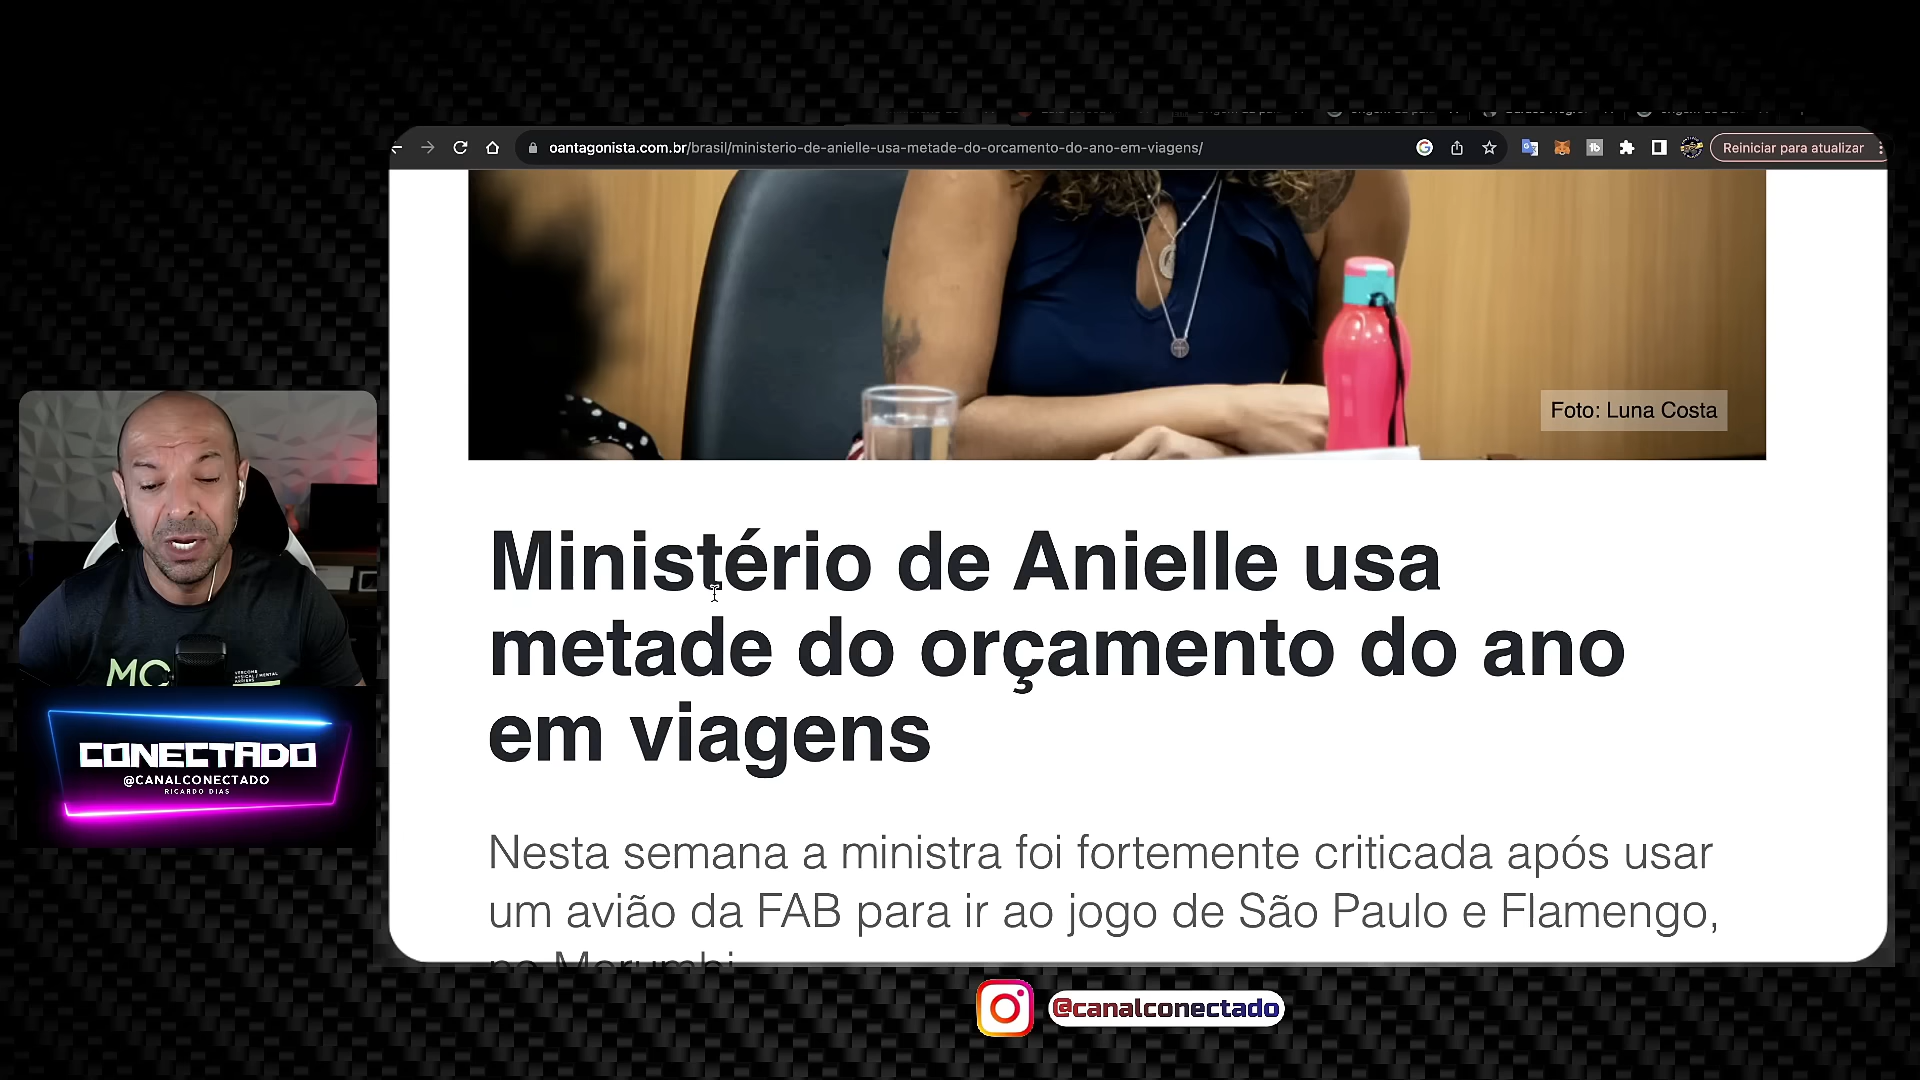 oantagonista.com.br/brasil/ministerio-de-anielle-usa-metade-do-orcamento-do-ano-em-viagens/
Reiniciar para atualizar
Foto: Luna Costa
Ministério de Anielle usa
metade do orçamento do ano
em viagens
Nesta semana a ministra foi fortemente criticada após usar
um avião da FAB para ir ao jogo de São Paulo e Flamengo,
no Morumbi
MC
CONECTADO
@CANALCONECTADO
RICARDO DIAS
@canalconectado